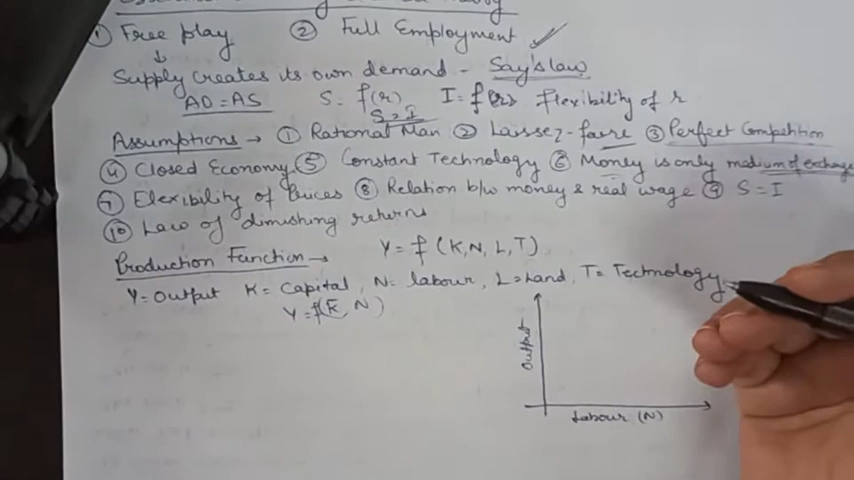 ① Free play ② Full Employment
↓
Supply creates its own demand - Say's law
AD = AS S = f(r) I = f(r) flexibility of r
S = I
Assumptions → ① Rational Man ② Laissez-faire ③ Perfect Competition
④ Closed Economy ⑤ Constant Technology ⑥ Money is only medium of exchange
⑦ Flexibility of Prices ⑧ Relation b/w money & real wage ⑨ S = I
⑩ Law of diminishing returns
Production Function → Y = f (K, N, L, T)
Y = Output K = Capital, N = labour, L = Land, T = Technology
Y = f(K̄, N)
Output
Labour (N)